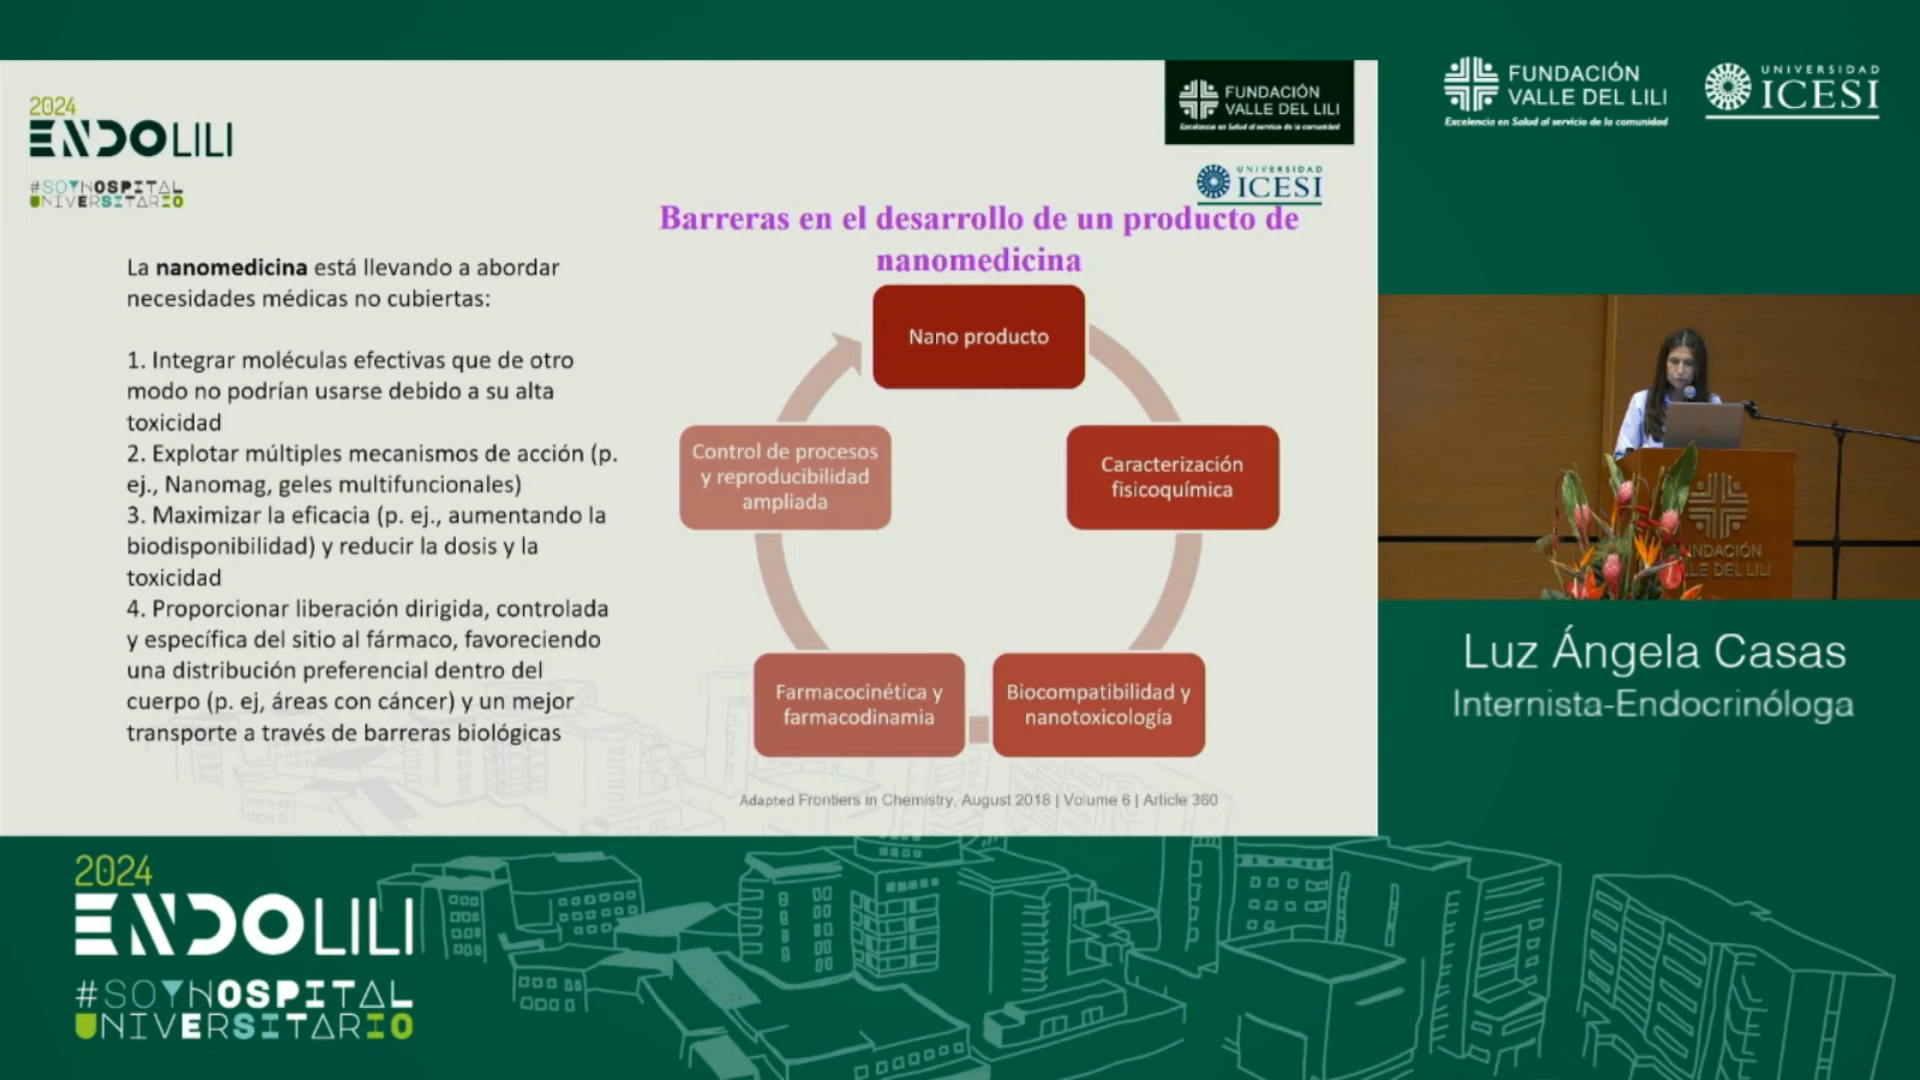 2024
ENDOLILI
#SOYHOSPITAL
UNIVERSITARIO
FUNDACIÓN
VALLE DEL LILI
Excelencia en Salud al servicio de la comunidad
UNIVERSIDAD
ICESI
Barreras en el desarrollo de un producto de
nanomedicina
La nanomedicina está llevando a abordar
necesidades médicas no cubiertas:
1. Integrar moléculas efectivas que de otro
modo no podrían usarse debido a su alta
toxicidad
2. Explotar múltiples mecanismos de acción (p.
ej., Nanomag, geles multifuncionales)
3. Maximizar la eficacia (p. ej., aumentando la
biodisponibilidad) y reducir la dosis y la
toxicidad
4. Proporcionar liberación dirigida, controlada
y específica del sitio al fármaco, favoreciendo
una distribución preferencial dentro del
cuerpo (p. ej, áreas con cáncer) y un mejor
transporte a través de barreras biológicas
Nano producto
Caracterización
fisicoquímica
Biocompatibilidad y
nanotoxicología
Farmacocinética y
farmacodinamia
Control de procesos
y reproducibilidad
ampliada
Adapted Frontiers in Chemistry, August 2018 | Volume 6 | Article 360
FUNDACIÓN
VALLE DEL LILI
Excelencia en Salud al servicio de la comunidad
UNIVERSIDAD
ICESI
NDACIÓN
LLE DEL LILI
Luz Ángela Casas
Internista-Endocrinóloga
2024
ENDOLILI
#SOYHOSPITAL
UNIVERSITARIO